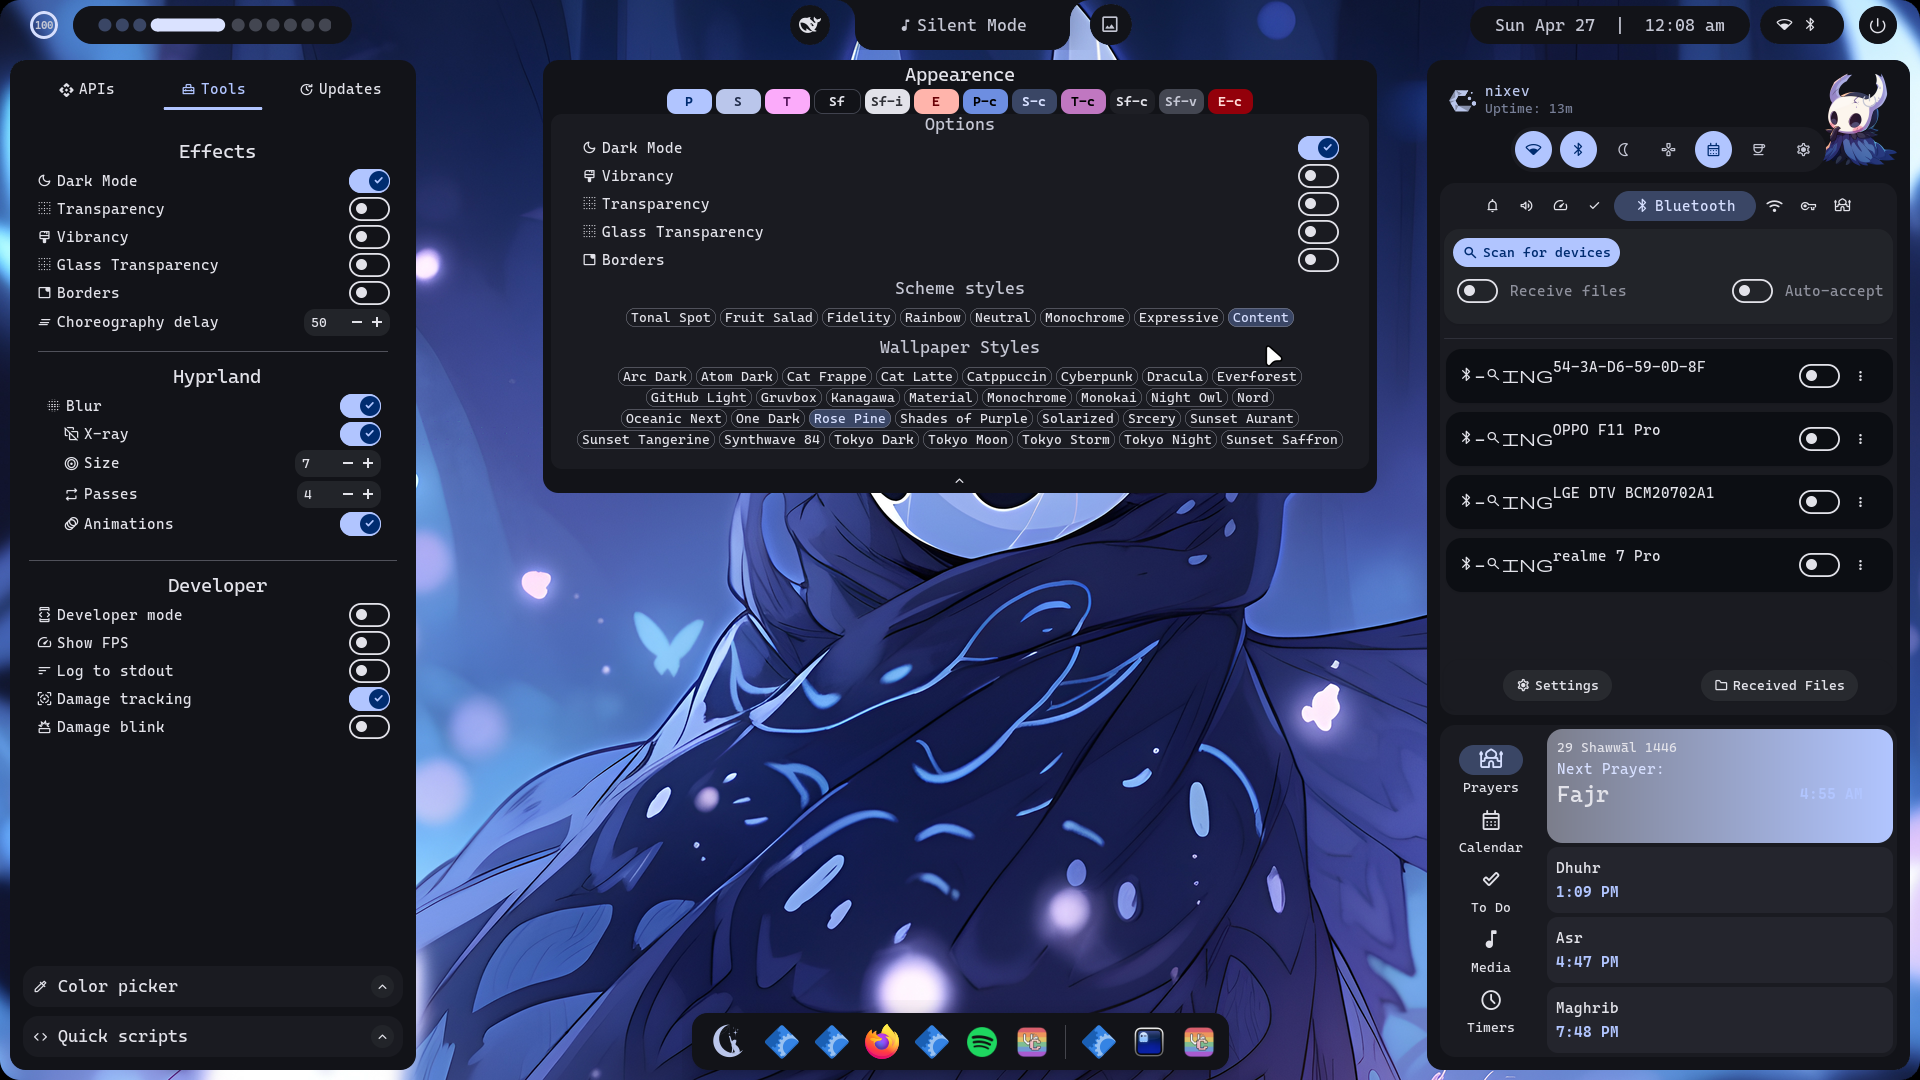 100
Silent Mode
Sun Apr 27 | 12:08 am
APIs
Tools
Updates
Effects
Dark Mode
Transparency
Vibrancy
Glass Transparency
Borders
Choreography delay 50
Hyprland
Blur
X-ray
Size 7
Passes 4
Animations
Developer
Developer mode
Show FPS
Log to stdout
Damage tracking
Damage blink
Color picker
Quick scripts
Appearence
P S T Sf Sf-i E P-c S-c T-c Sf-c Sf-v E-c
Options
Dark Mode
Vibrancy
Transparency
Glass Transparency
Borders
Scheme styles
Tonal Spot Fruit Salad Fidelity Rainbow Neutral Monochrome Expressive Content
Wallpaper Styles
Arc Dark Atom Dark Cat Frappe Cat Latte Catppuccin Cyberpunk Dracula Everforest
GitHub Light Gruvbox Kanagawa Material Monochrome Monokai Night Owl Nord
Oceanic Next One Dark Rose Pine Shades of Purple Solarized Srcery Sunset Aurant
Sunset Tangerine Synthwave 84 Tokyo Dark Tokyo Moon Tokyo Storm Tokyo Night Sunset Saffron
nixev
Uptime: 13m
Bluetooth
Scan for devices
Receive files
Auto-accept
ING 54-3A-D6-59-0D-8F
ING OPPO F11 Pro
ING LGE DTV BCM20702A1
ING realme 7 Pro
Settings
Received Files
Prayers
Calendar
To Do
Media
Timers
29 Shawwāl 1446
Next Prayer:
Fajr 4:55 AM
Dhuhr
1:09 PM
Asr
4:47 PM
Maghrib
7:48 PM